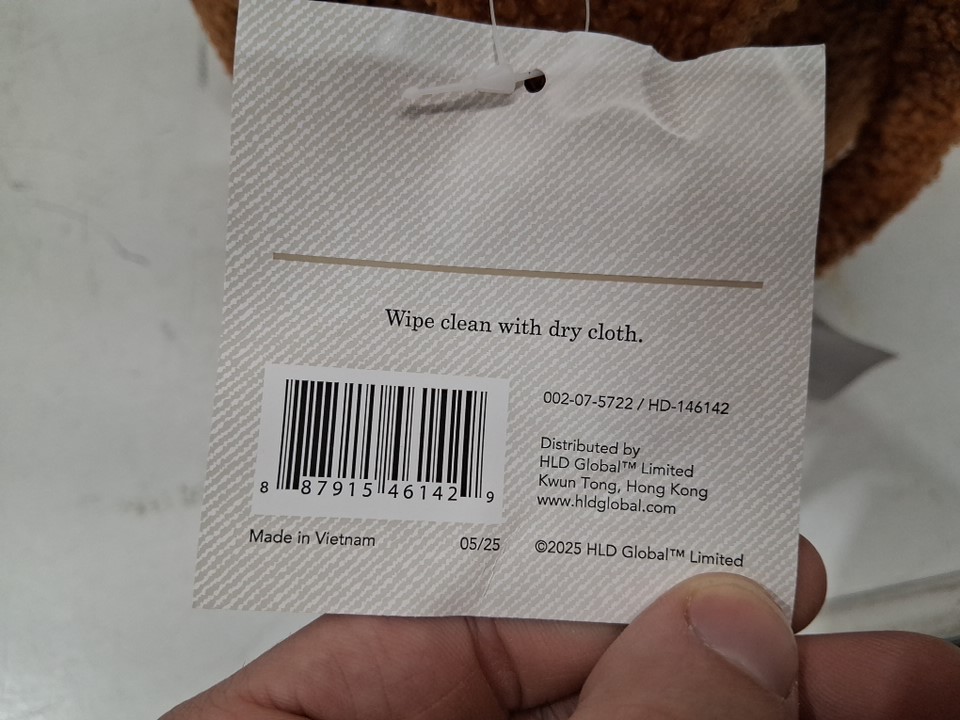 Wipe clean with dry cloth.
8 87915 46142 9
Made in Vietnam 05/25
002-07-5722 / HD-146142
Distributed by
HLD Global™ Limited
Kwun Tong, Hong Kong
www.hldglobal.com
©2025 HLD Global™ Limited